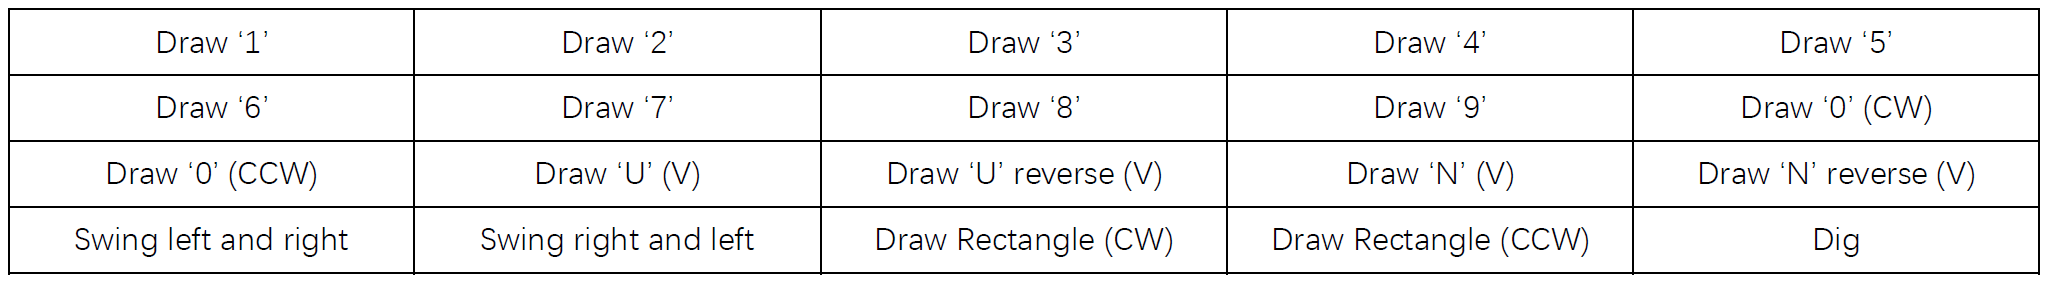 Draw ‘1’ Draw ‘2’ Draw ‘3’ Draw ‘4’ Draw ‘5’
Draw ‘6’ Draw ‘7’ Draw ‘8’ Draw ‘9’ Draw ‘0’ (CW)
Draw ‘0’ (CCW) Draw ‘U’ (V) Draw ‘U’ reverse (V) Draw ‘N’ (V) Draw ‘N’ reverse (V)
Swing left and right Swing right and left Draw Rectangle (CW) Draw Rectangle (CCW) Dig